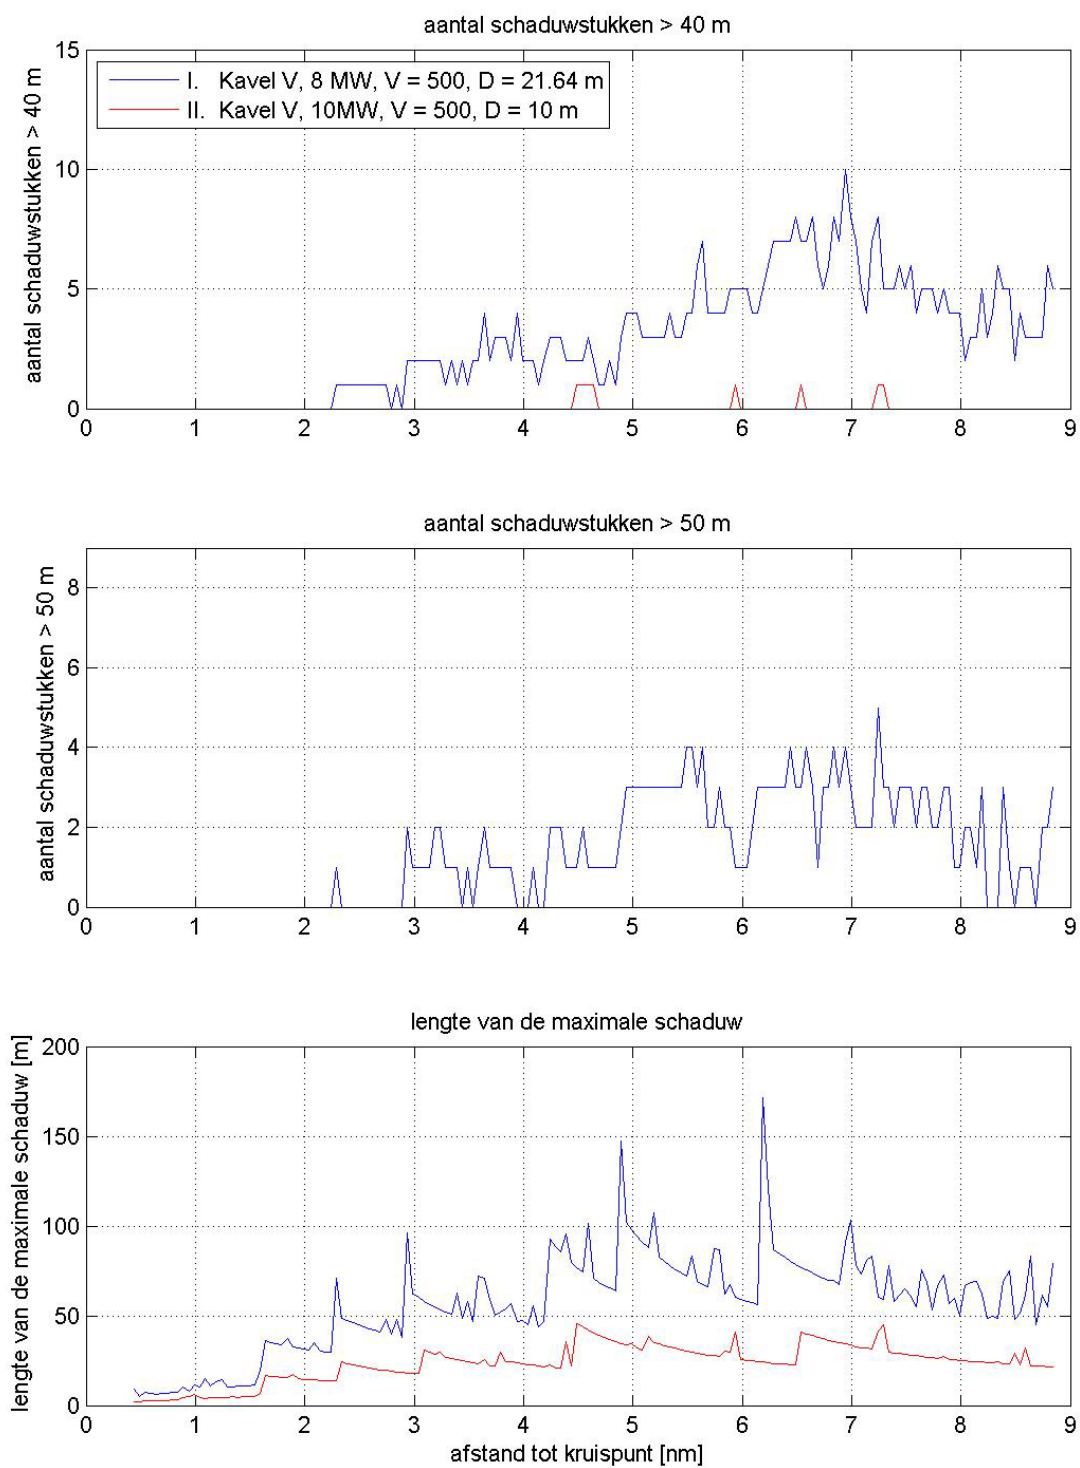 aantal schaduwstukken > 40 m
aantal schaduwstukken > 40 m
15
10
5
0
I. Kavel V, 8 MW, V = 500, D = 21.64 m
II. Kavel V, 10MW, V = 500, D = 10 m
0 1 2 3 4 5 6 7 8 9
aantal schaduwstukken > 50 m
aantal schaduwstukken > 50 m
8
6
4
2
0
0 1 2 3 4 5 6 7 8 9
lengte van de maximale schaduw
lengte van de maximale schaduw [m]
200
150
100
50
0
0 1 2 3 4 5 6 7 8 9
afstand tot kruispunt [nm]